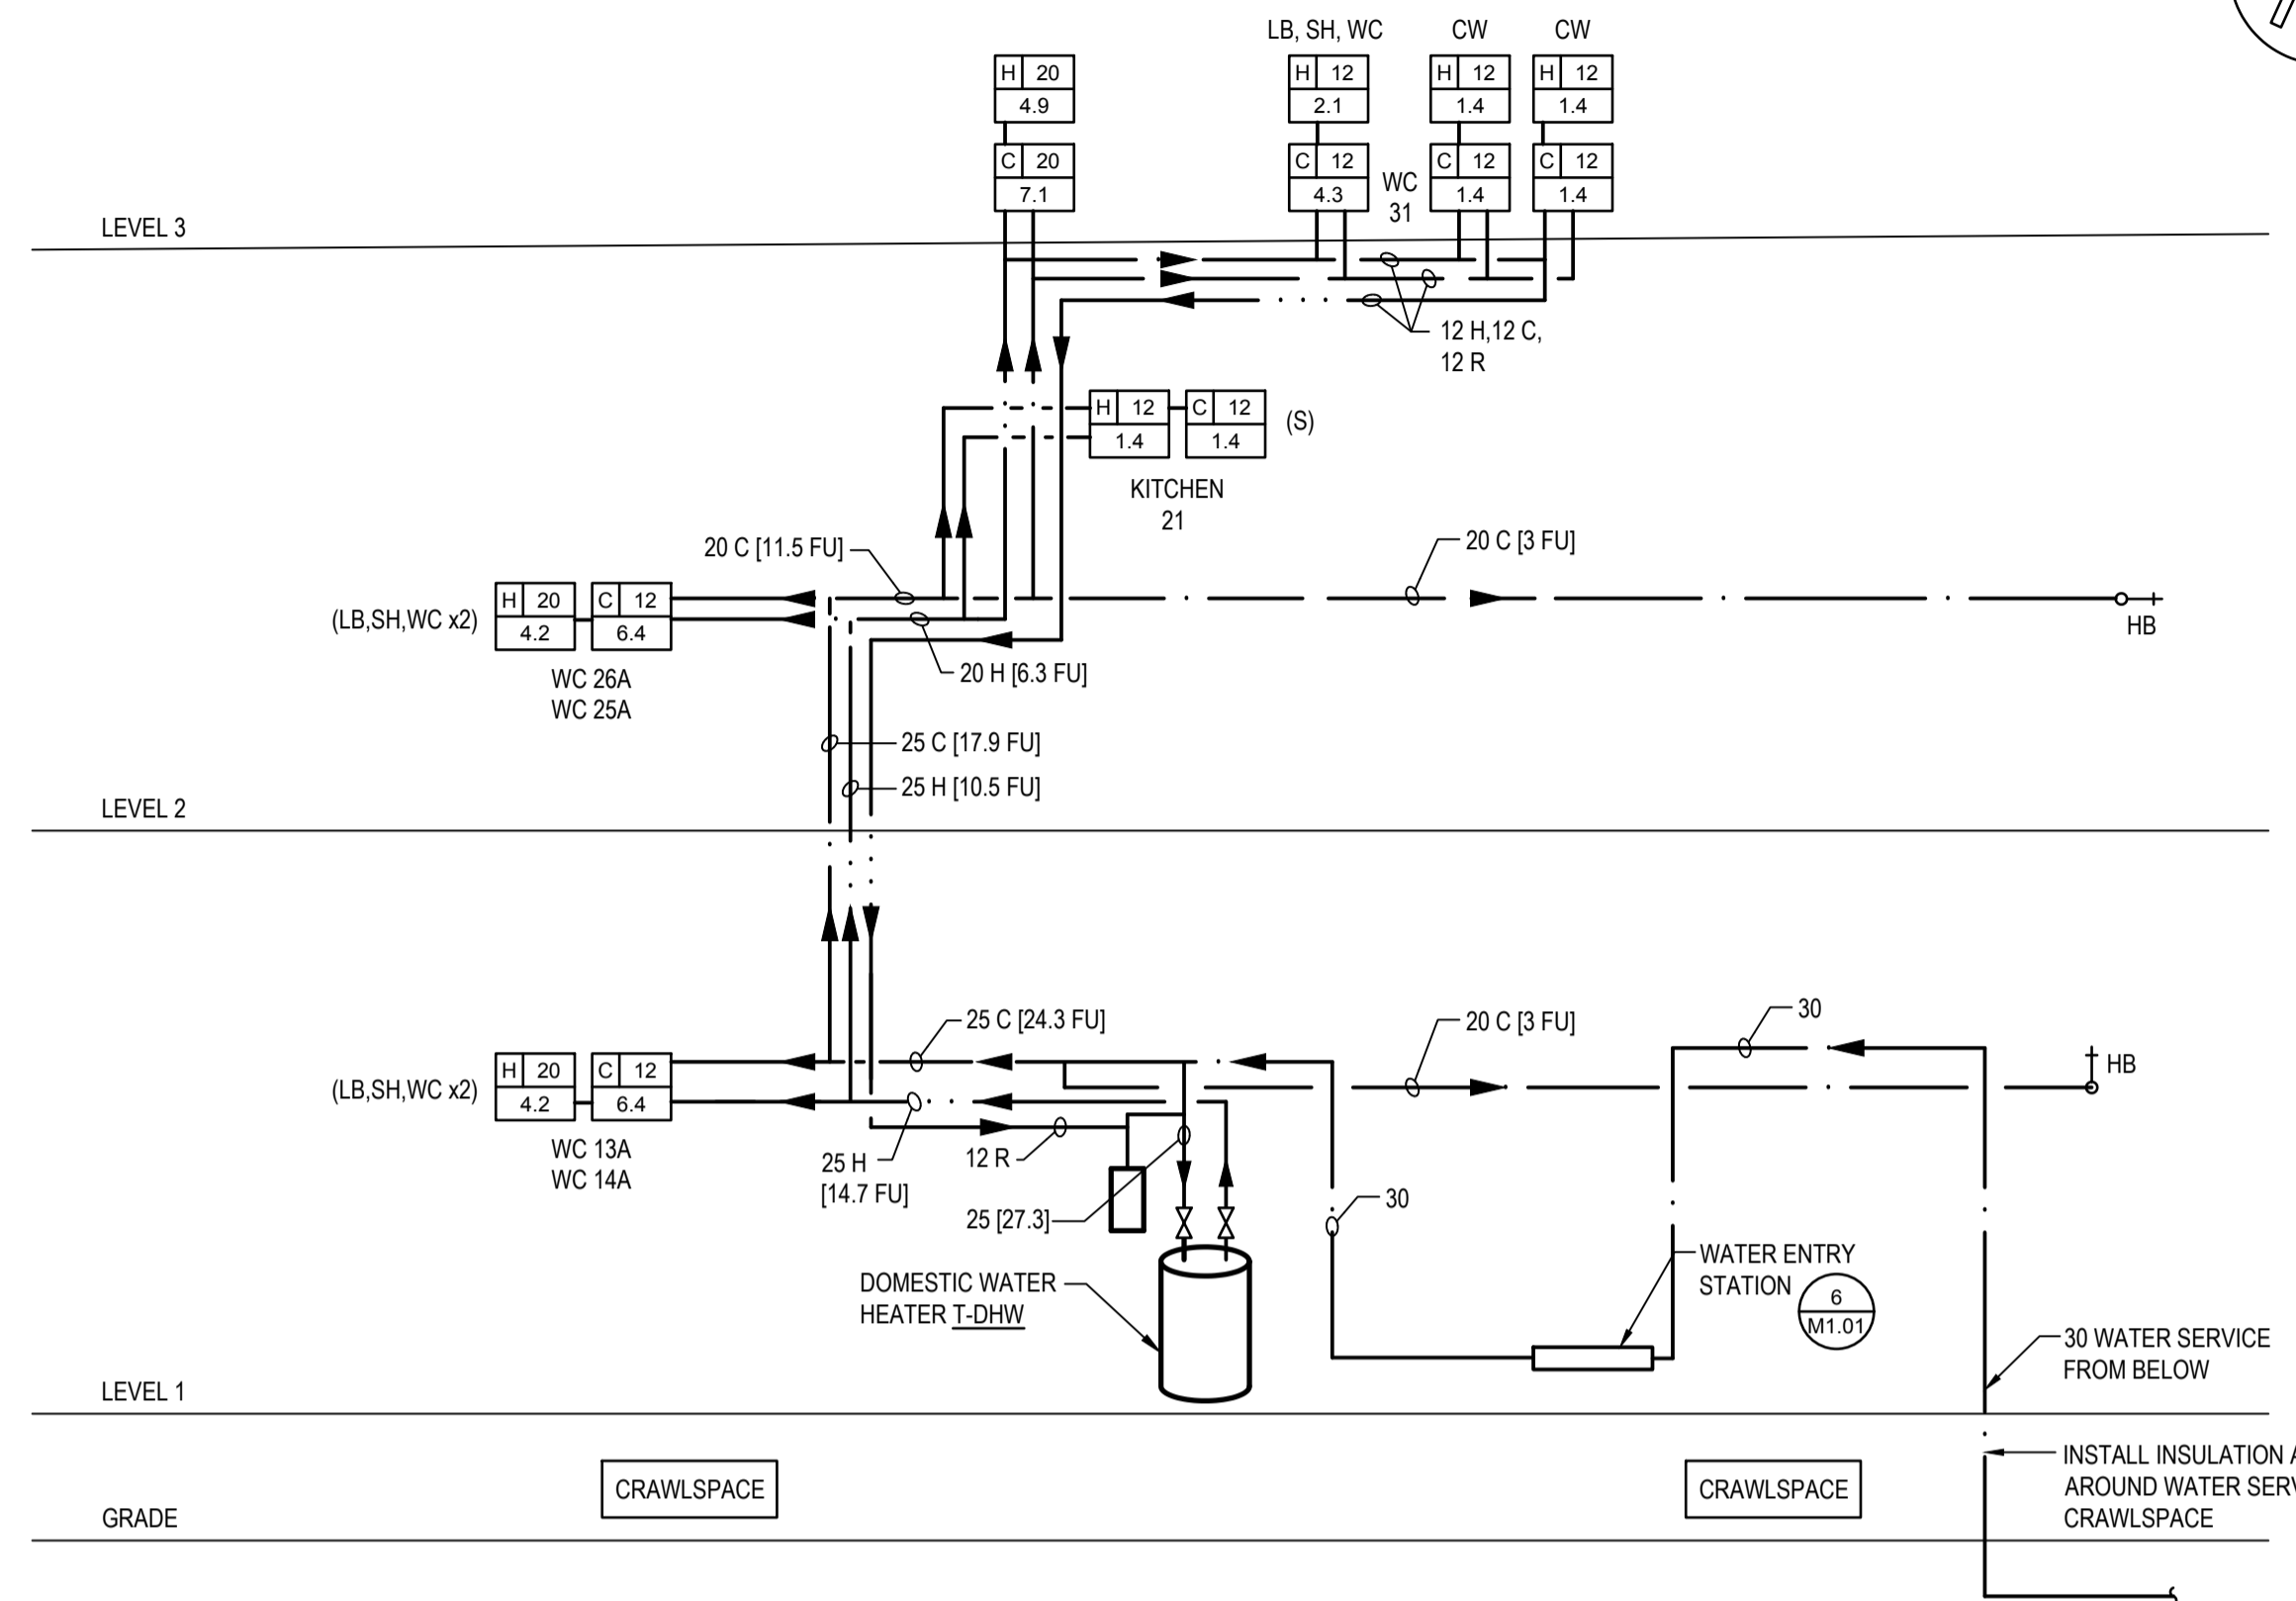 LB, SH, WC
CW
CW
H 20
4.9
H 12
2.1
H 12
1.4
H 12
1.4
C 20
7.1
C 12
4.3
WC
31
C 12
1.4
C 12
1.4
LEVEL 3
12 H,12 C,
12 R
H 12
1.4
C 12
1.4
(S)
KITCHEN
21
20 C [11.5 FU]
20 C [3 FU]
(LB,SH,WC x2)
H 20
4.2
C 12
6.4
HB
WC 26A
WC 25A
20 H [6.3 FU]
25 C [17.9 FU]
25 H [10.5 FU]
LEVEL 2
25 C [24.3 FU]
20 C [3 FU]
30
HB
(LB,SH,WC x2)
H 20
4.2
C 12
6.4
WC 13A
WC 14A
25 H
[14.7 FU]
12 R
25 [27.3]
30
DOMESTIC WATER
HEATER T-DHW
WATER ENTRY
STATION
6
M1.01
30 WATER SERVICE
FROM BELOW
LEVEL 1
INSTALL INSULATION
AROUND WATER
CRAWLSPACE
CRAWLSPACE
CRAWLSPACE
GRADE